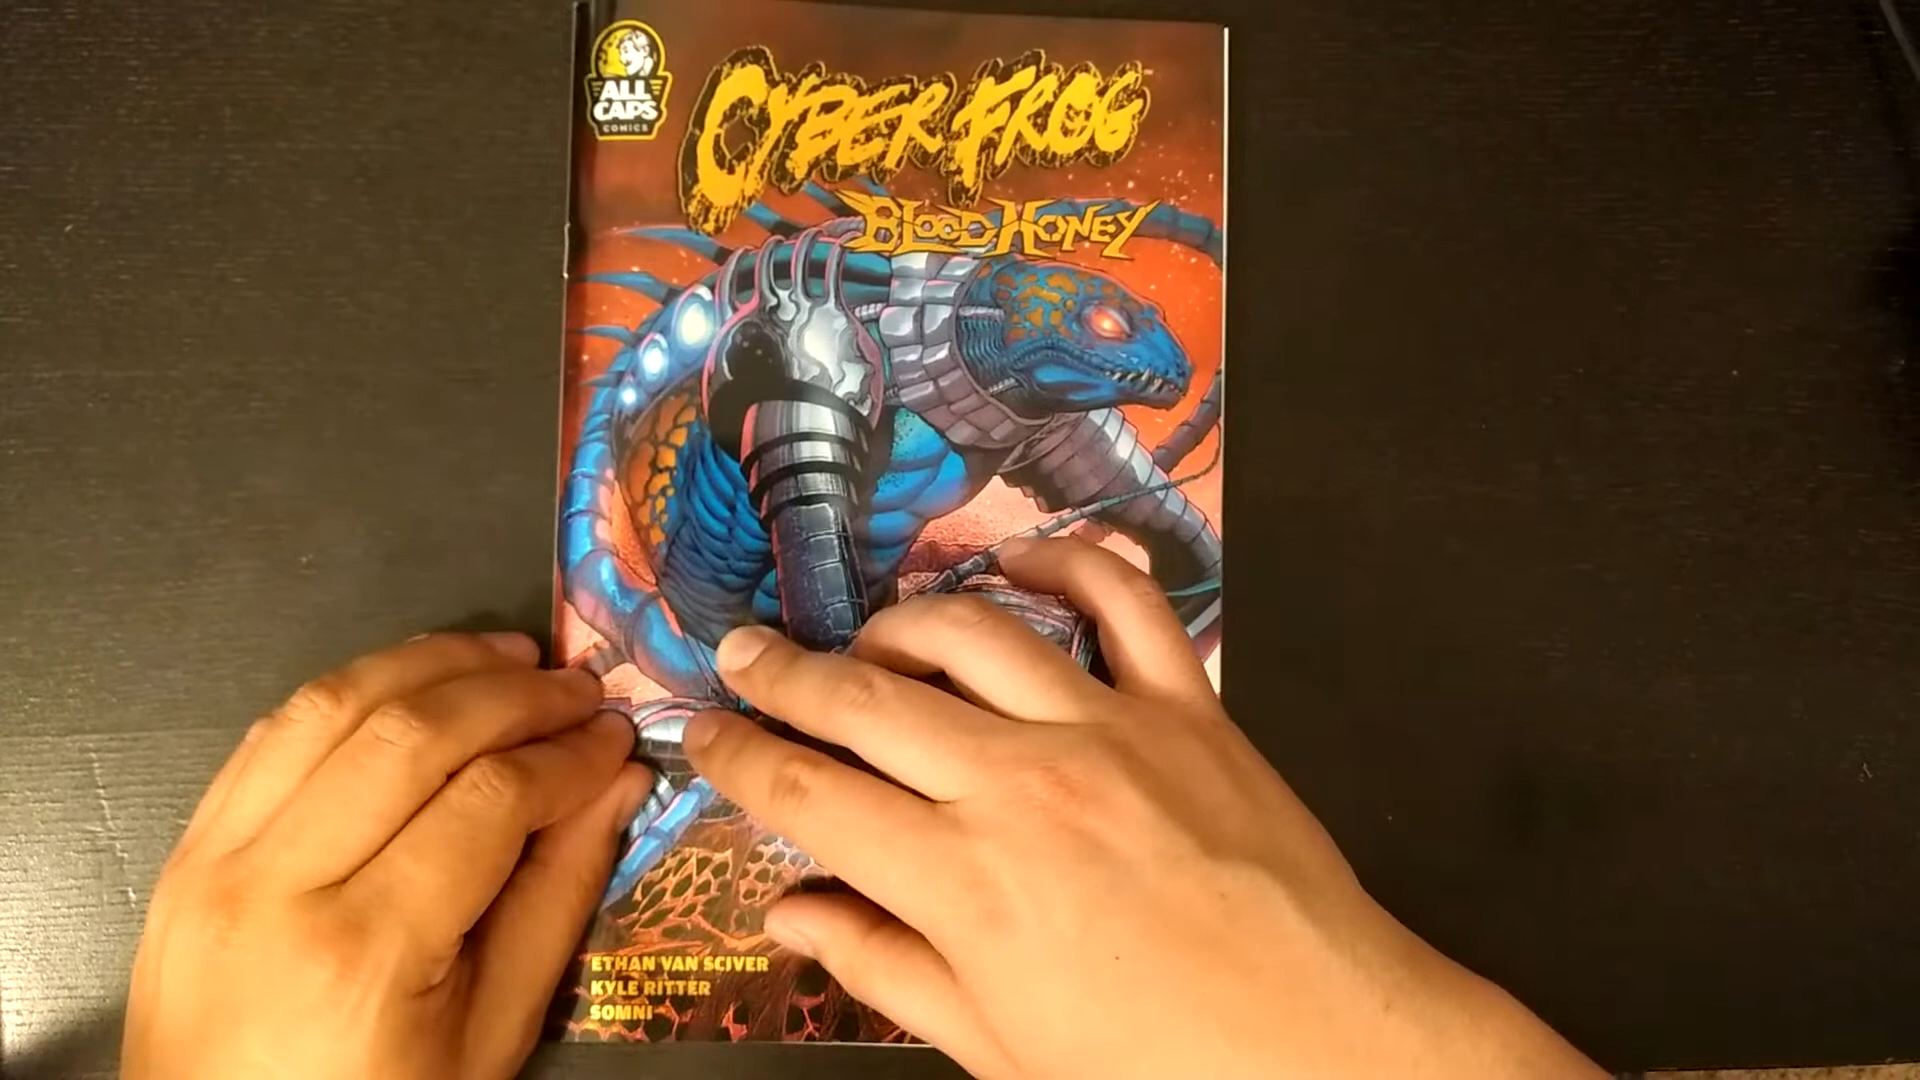 ALL
CAPS
COMICS
CYBER FROG
BLOOD HONEY
ETHAN VAN SCIVER
KYLE RITTER
SOMNI